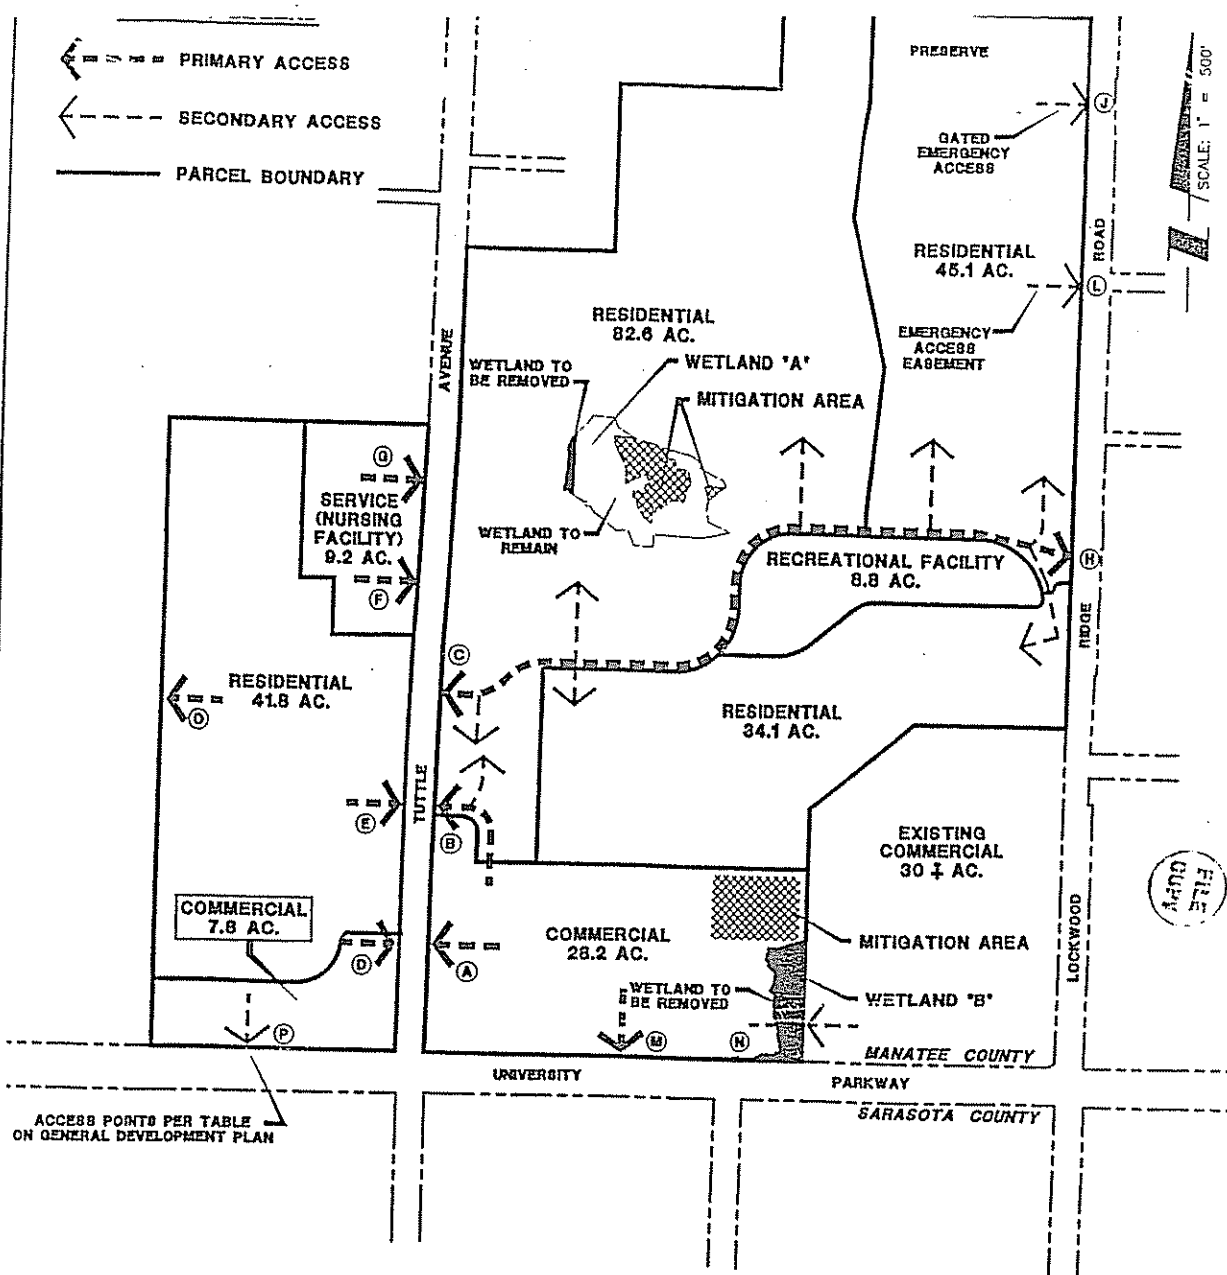 PRIMARY ACCESS
SECONDARY ACCESS
PARCEL BOUNDARY
PRESERVE
J
GATED
EMERGENCY
ACCESS
SCALE: 1" = 500'
ROAD
RESIDENTIAL
45.1 AC.
L
EMERGENCY
ACCESS
EASEMENT
RESIDENTIAL
82.6 AC.
AVENUE
WETLAND TO
BE REMOVED
WETLAND "A"
MITIGATION AREA
G
SERVICE
(NURSING
FACILITY)
9.2 AC.
F
WETLAND TO
REMAIN
RECREATIONAL FACILITY
8.8 AC.
H
RIDGE
C
RESIDENTIAL
41.8 AC.
O
RESIDENTIAL
34.1 AC.
TUTTLE
E
B
EXISTING
COMMERCIAL
30 ± AC.
FILE
COPY
COMMERCIAL
7.8 AC.
D
A
COMMERCIAL
28.2 AC.
MITIGATION AREA
LOCKWOOD
WETLAND TO
BE REMOVED
WETLAND "B"
P
M
N
MANATEE COUNTY
UNIVERSITY
PARKWAY
SARASOTA COUNTY
ACCESS POINTS PER TABLE
ON GENERAL DEVELOPMENT PLAN